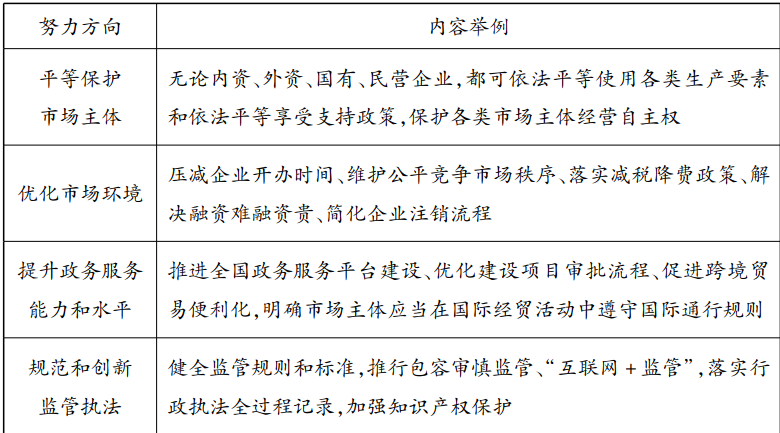 努力方向
内容举例
平等保护
市场主体
无论内资、外资、国有、民营企业,都可依法平等使用各类生产要素
和依法平等享受支持政策,保护各类市场主体经营自主权
优化市场环境
压减企业开办时间、维护公平竞争市场秩序、落实减税降费政策、解
决融资难融资贵、简化企业注销流程
提升政务服务
能力和水平
推进全国政务服务平台建设、优化建设项目审批流程、促进跨境贸
易便利化,明确市场主体应当在国际经贸活动中遵守国际通行规则
规范和创新
监管执法
健全监管规则和标准,推行包容审慎监管、“互联网+监管”,落实行
政执法全过程记录,加强知识产权保护